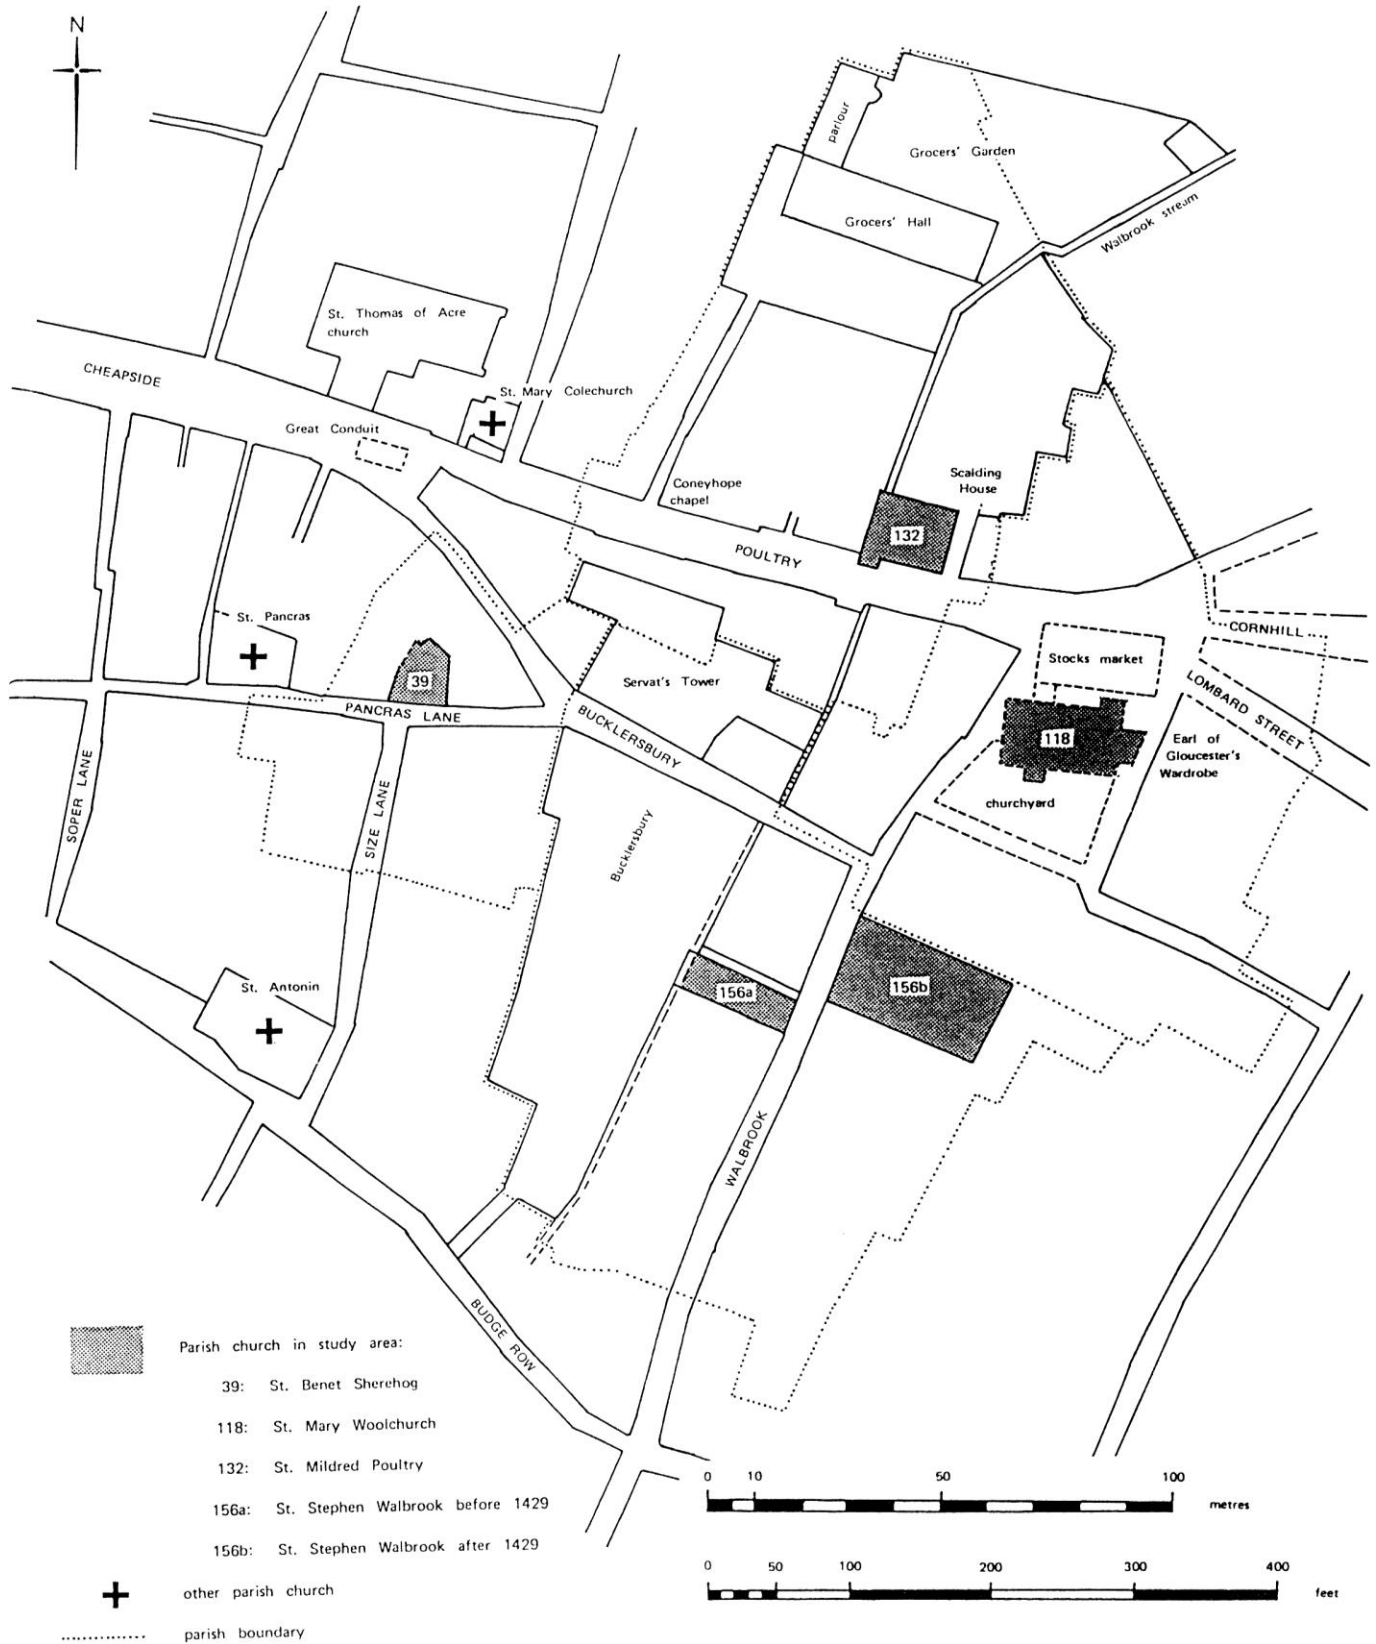 N
parlour
Grocers' Garden
Grocers' Hall
Walbrook stream
St. Thomas of Acre
church
CHEAPSIDE
St. Mary Colechurch
Great Conduit
Coneyhope
chapel
Scalding
House
132
POULTRY
St. Pancras
39
PANCRAS LANE
Servat's Tower
BUCKLERSBURY
Stocks market
CORNHILL
LOMBARD STREET
118
Earl of
Gloucester's
Wardrobe
churchyard
SOPER LANE
SIZE LANE
Bucklersbury
St. Antonin
156a
156b
WALBROOK
BUDGE ROW
Parish church in study area:
39: St. Benet Sherehog
118: St. Mary Woolchurch
132: St. Mildred Poultry
156a: St. Stephen Walbrook before 1429
156b: St. Stephen Walbrook after 1429
other parish church
parish boundary
0 10 50 100
metres
0 50 100 200 300 400
feet